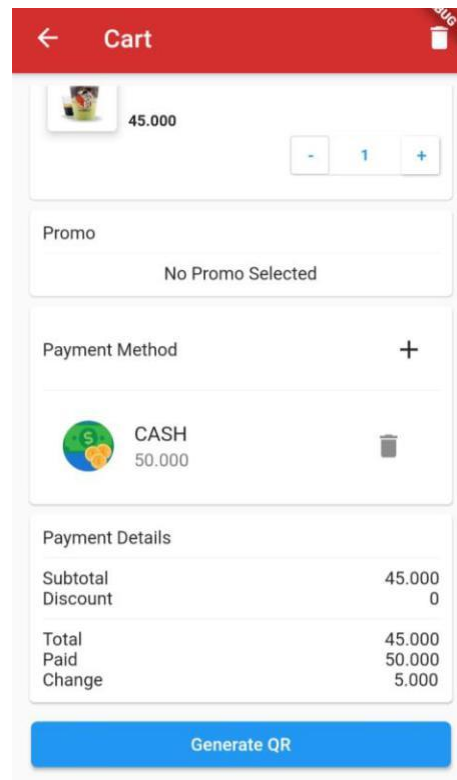 Cart
45.000
- 1 +
Promo
No Promo Selected
Payment Method +
CASH
50.000
Payment Details
Subtotal 45.000
Discount 0
Total 45.000
Paid 50.000
Change 5.000
Generate QR